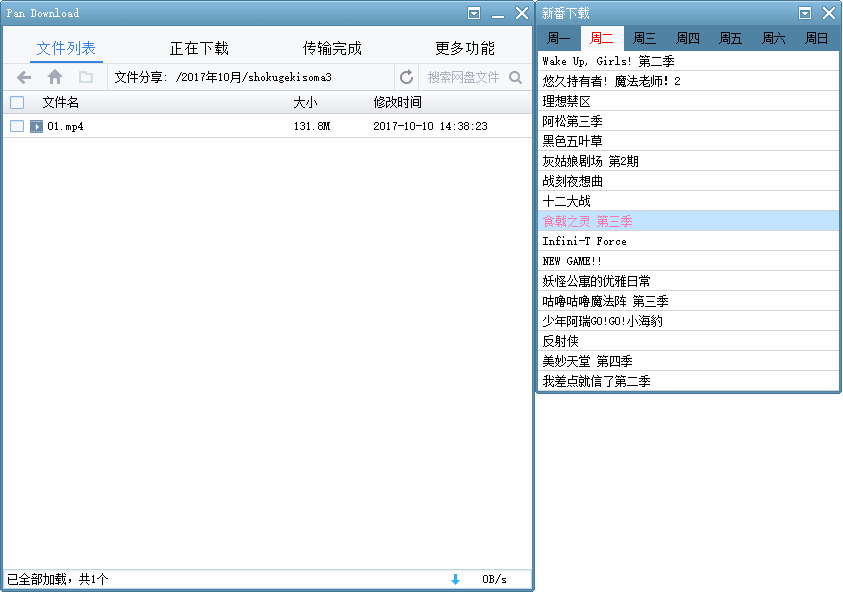 Pan Download
文件列表 正在下载 传输完成 更多功能
文件分享: /2017年10月/shokugekisoma3 搜索网盘文件
文件名 大小 修改时间
01.mp4 131.8M 2017-10-10 14:38:23
已全部加载，共1个 0B/s
新番下载
周一 周二 周三 周四 周五 周六 周日
Wake Up, Girls! 第二季
悠久持有者! 魔法老师! 2
理想禁区
阿松第三季
黑色五叶草
灰姑娘剧场 第2期
战刻夜想曲
十二大战
食戟之灵 第三季
Infini-T Force
NEW GAME!!
妖怪公寓的优雅日常
咕噜咕噜魔法阵 第三季
少年阿瑞GO!GO!小海豹
反射侠
美妙天堂 第四季
我差点就信了第二季